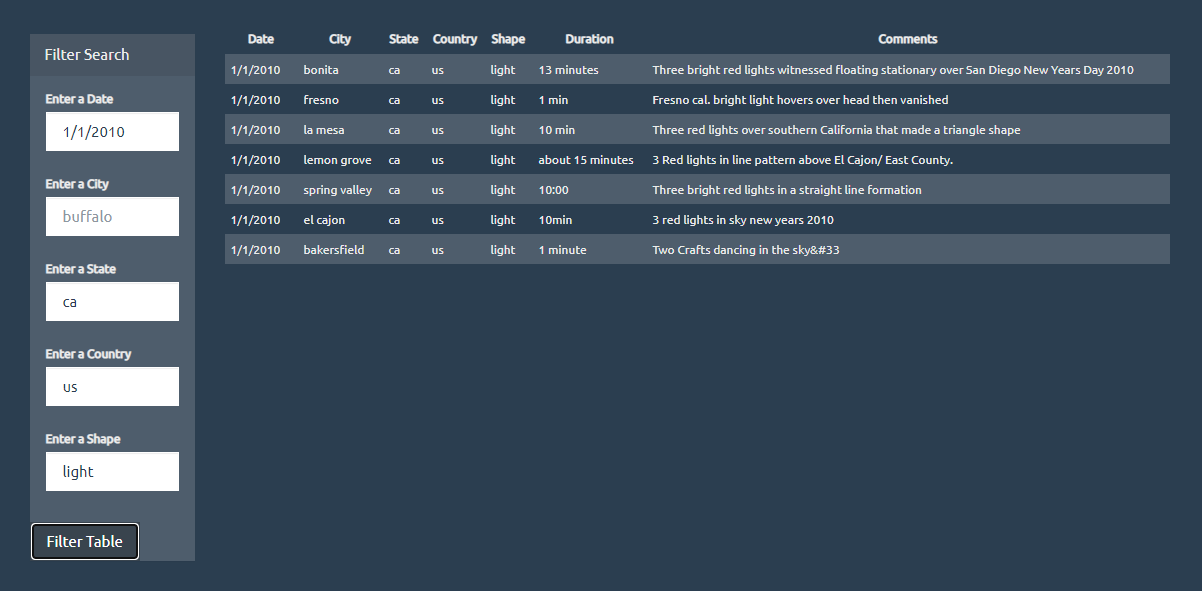 Filter Search
Enter a Date
1/1/2010
Enter a City
buffalo
Enter a State
ca
Enter a Country
us
Enter a Shape
light
Filter Table
Date City State Country Shape Duration Comments
1/1/2010 bonita ca us light 13 minutes Three bright red lights witnessed floating stationary over San Diego New Years Day 2010
1/1/2010 fresno ca us light 1 min Fresno cal. bright light hovers over head then vanished
1/1/2010 la mesa ca us light 10 min Three red lights over southern California that made a triangle shape
1/1/2010 lemon grove ca us light about 15 minutes 3 Red lights in line pattern above El Cajon/ East County.
1/1/2010 spring valley ca us light 10:00 Three bright red lights in a straight line formation
1/1/2010 el cajon ca us light 10min 3 red lights in sky new years 2010
1/1/2010 bakersfield ca us light 1 minute Two Crafts dancing in the sky&#33